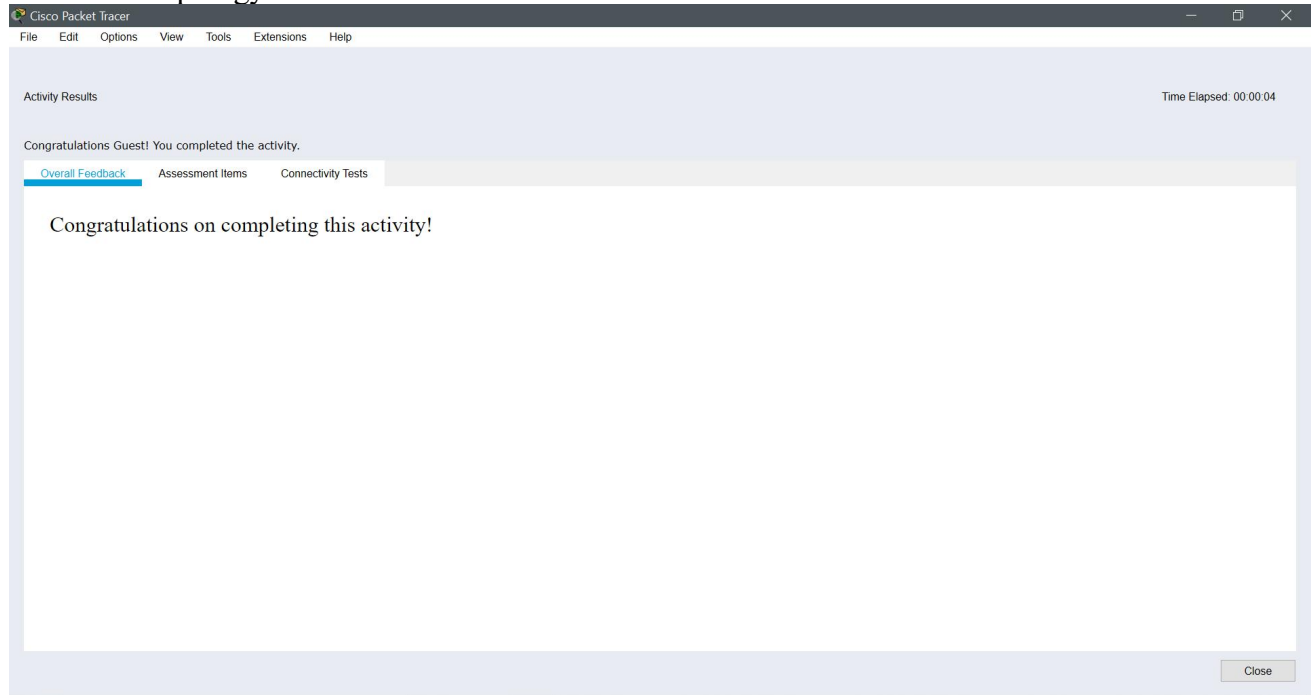 Cisco Packet Tracer
File Edit Options View Tools Extensions Help
Activity Results
Time Elapsed: 00:00:04
Congratulations Guest! You completed the activity.
Overall Feedback Assessment Items Connectivity Tests
Congratulations on completing this activity!
Close